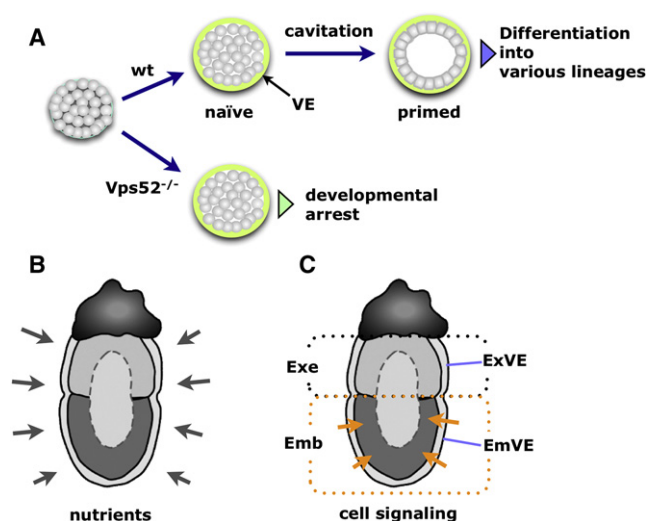 A
wt
cavitation
Differentiation
into
various lineages
naïve
VE
primed
Vps52-/-
developmental
arrest
B
C
Exe
ExVE
Emb
EmVE
nutrients
cell signaling